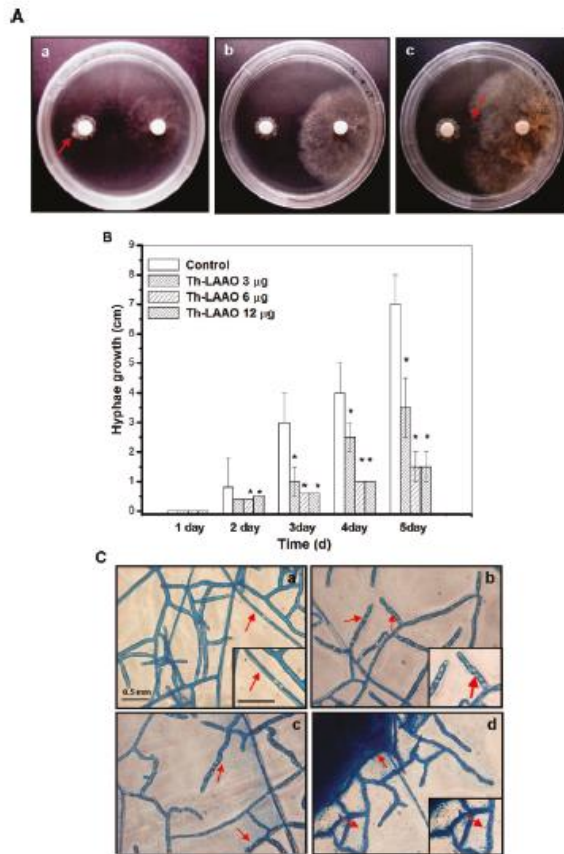 A
a b c
B
9
8
7
6
5
4
3
2
1
0
Hyphae growth (cm)
Control
Th-LAAO 3 µg
Th-LAAO 6 µg
Th-LAAO 12 µg
* * * * * * * * * * *
1 day 2 day 3day 4day 5day
Time (d)
C
a b
0.5 mm
c d